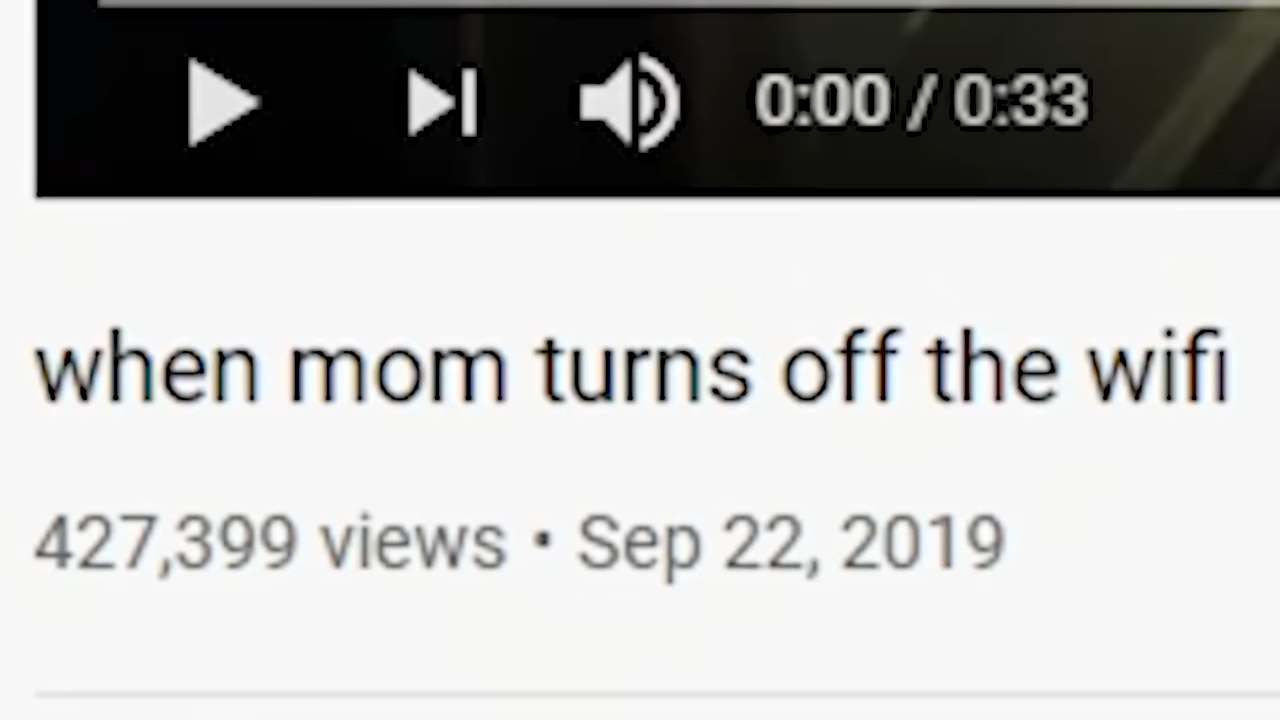 0:00 / 0:33
when mom turns off the wifi
427,399 views • Sep 22, 2019